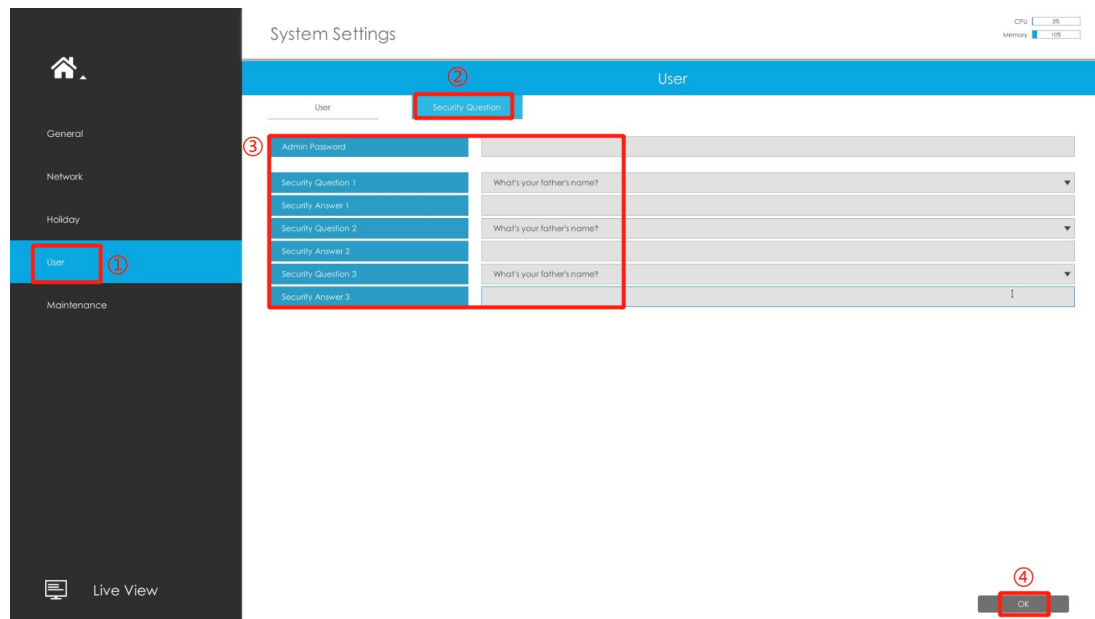 System Settings
CPU 2%
Memory 10%
②
User
User
Security Question
General
③
Admin Password
Network
Security Question 1
What's your father's name?
Security Answer 1
Holiday
Security Question 2
What's your father's name?
Security Answer 2
User
①
Security Question 3
What's your father's name?
Security Answer 3
Maintenance
④
Live View
OK